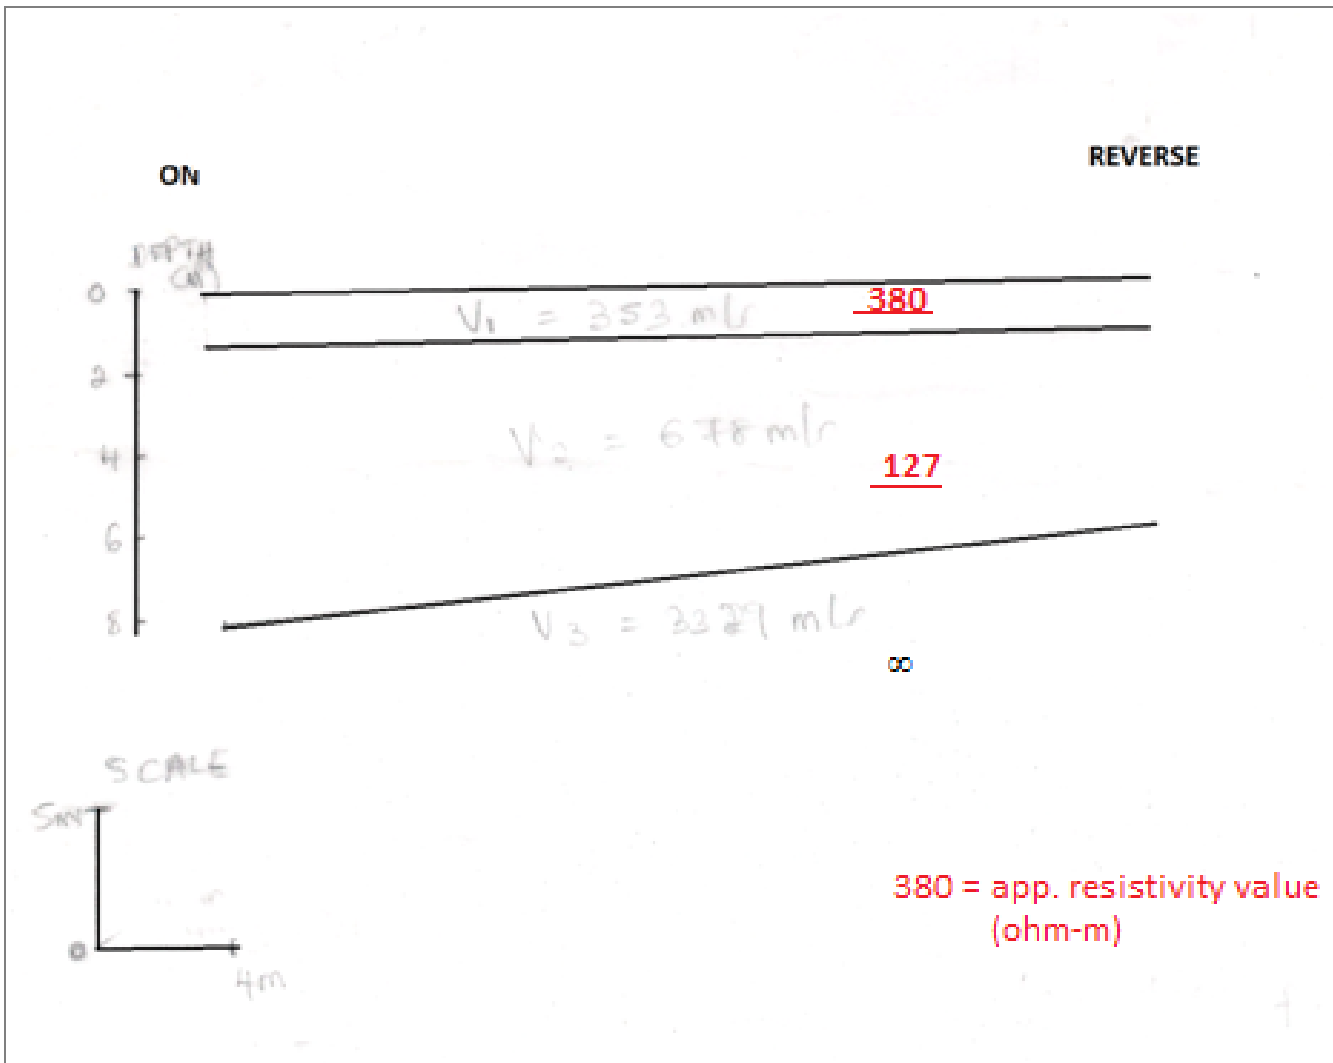 ON
REVERSE
DEPTH
(M)
0
V1 = 353 m/s
380
2
V2 = 678 m/s
4
127
6
8
V3 = m/s
∞
SCALE
5m
0
4m
380 = app. resistivity value
(ohm-m)